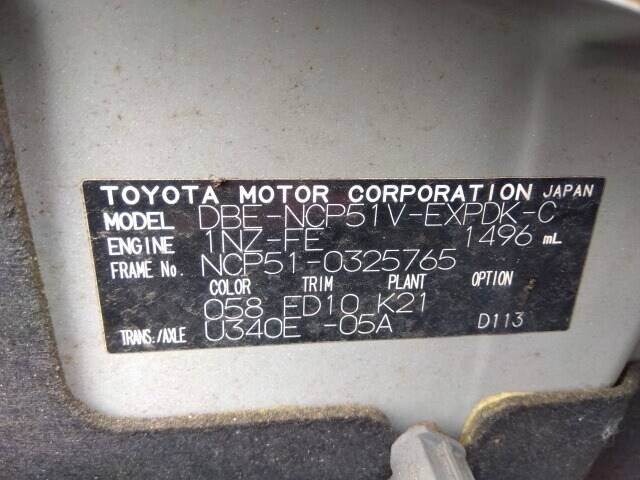 TOYOTA MOTOR CORPORATION JAPAN
MODEL DBE-NCP51V-EXPDK-C
ENGINE 1NZ-FE 1496 mL
FRAME No. NCP51-0325765
COLOR TRIM PLANT OPTION
058 FD10 K21
TRANS./AXLE U340E -05A D113